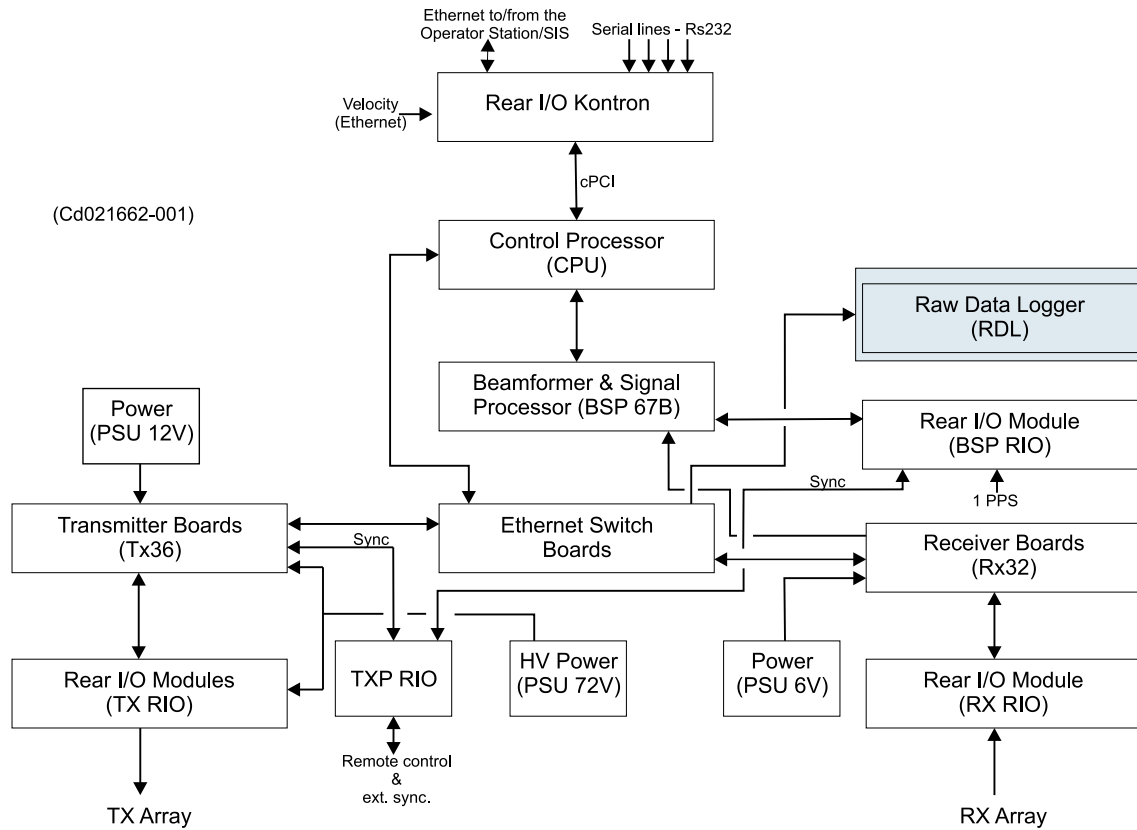 Ethernet to/from the
Operator Station/SIS
Serial lines - Rs232
Rear I/O Kontron
Velocity
(Ethernet)
cPCI
(Cd021662-001)
Control Processor
(CPU)
Raw Data Logger
(RDL)
Beamformer & Signal
Processor (BSP 67B)
Power
(PSU 12V)
Rear I/O Module
(BSP RIO)
Sync
1 PPS
Transmitter Boards
(Tx36)
Ethernet Switch
Boards
Sync
Receiver Boards
(Rx32)
Rear I/O Modules
(TX RIO)
TXP RIO
HV Power
(PSU 72V)
Power
(PSU 6V)
Rear I/O Module
(RX RIO)
Remote control
&
ext. sync.
TX Array
RX Array